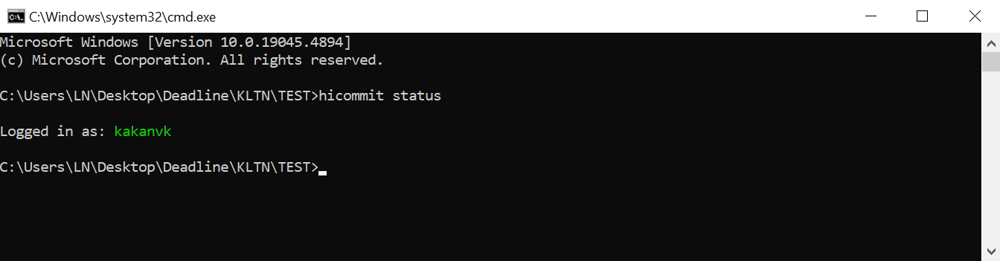 C:\Windows\system32\cmd.exe
Microsoft Windows [Version 10.0.19045.4894]
(c) Microsoft Corporation. All rights reserved.
C:\Users\LN\Desktop\Deadline\KLTN\TEST>hicommit status
Logged in as: kakanvk
C:\Users\LN\Desktop\Deadline\KLTN\TEST>